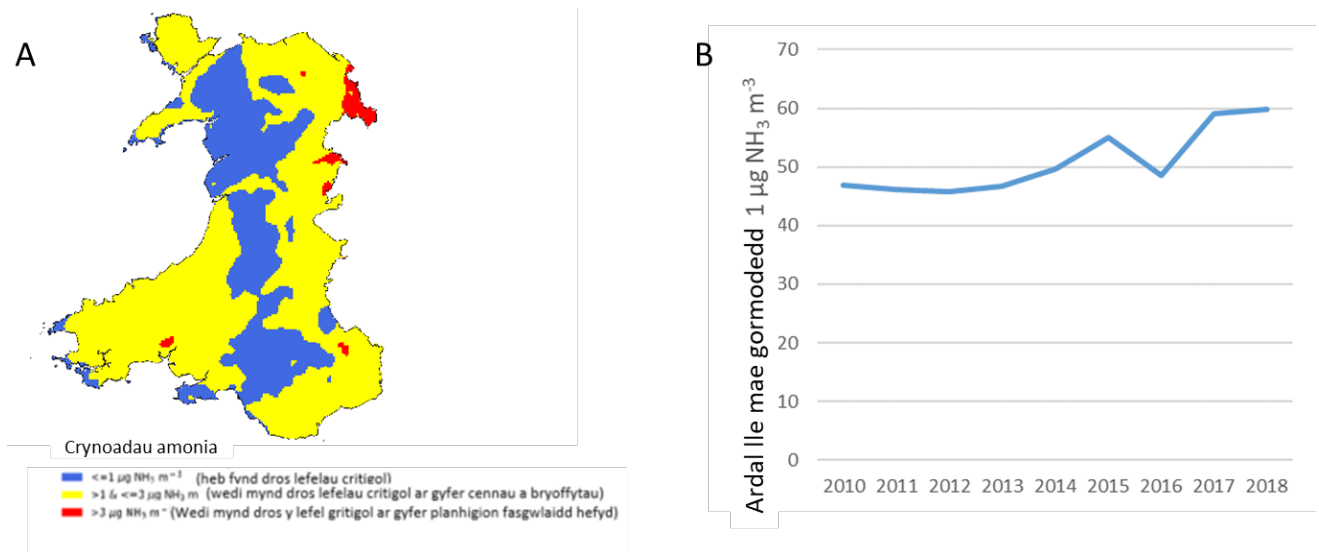 A
Crynoadau amonia
<=1 µg NH₃ m⁻³ (heb fynd dros lefelau critigol)
>1 & <=3 µg NH₃ m (wedi mynd dros lefelau critigol ar gyfer cennau a bryoffytau)
>3 µg NH₃ m⁻ (Wedi mynd dros y lefel gritigol ar gyfer planhigion fasgwlaidd hefyd)
B
Ardal lle mae gormodedd 1 µg NH₃ m⁻³
70
60
50
40
30
20
10
0
2010 2011 2012 2013 2014 2015 2016 2017 2018